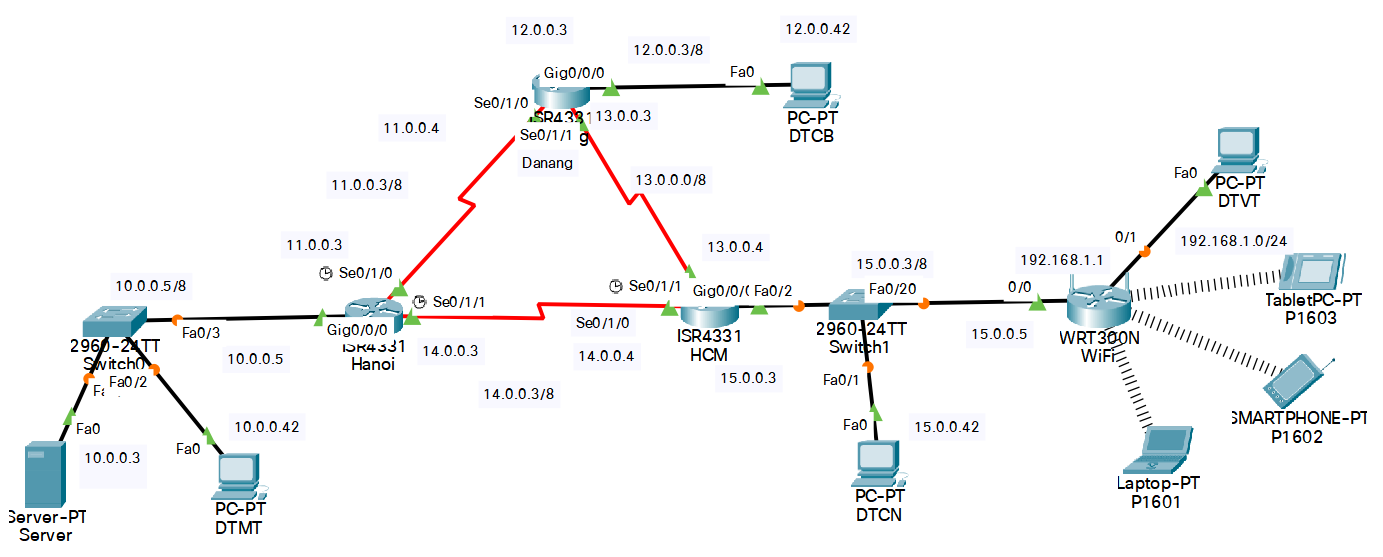 12.0.0.3
12.0.0.3/8
12.0.0.42
Gig0/0/0
Fa0
Se0/1/0
ISR4331
13.0.0.3
PC-PT
DTCB
11.0.0.4
Se0/1/1
Danang
11.0.0.3/8
13.0.0.0/8
Fa0
PC-PT
DTVT
0/1
192.168.1.0/24
11.0.0.3
13.0.0.4
192.168.1.1
Se0/1/0
15.0.0.3/8
10.0.0.5/8
Se0/1/1
Se0/1/1
Gig0/0/0
Fa0/2
Fa0/20
0/0
TabletPC-PT
P1603
Fa0/3
Gig0/0/0
Se0/1/0
ISR4331
HCM
2960-24TT
Switch1
15.0.0.5
WRT300N
WiFi
2960-24TT
Switch0
10.0.0.5
ISR4331
Hanoi
14.0.0.3
14.0.0.4
15.0.0.3
Fa0/1
Fa0/2
14.0.0.3/8
SMARTPHONE-PT
P1602
Fa0
10.0.0.42
Fa0
15.0.0.42
Fa0
10.0.0.3
PC-PT
DTMT
PC-PT
DTCN
Laptop-PT
P1601
Server-PT
Server